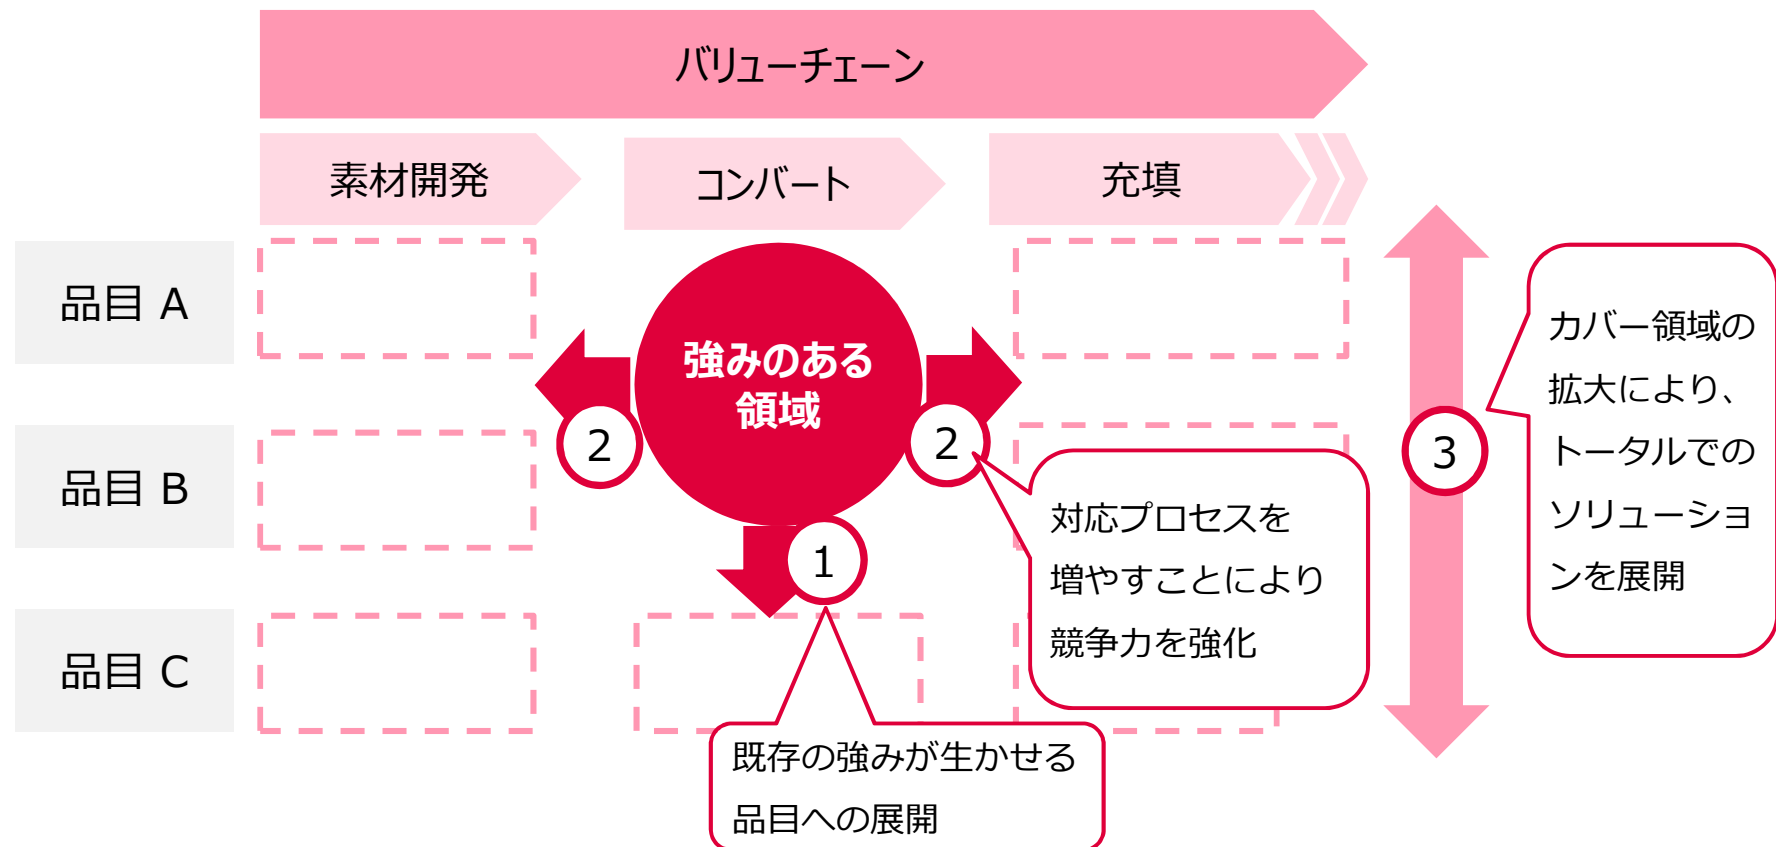 バリューチェーン
素材開発
コンバート
充填
品目 A
品目 B
品目 C
強みのある
領域
2
2
1
3
対応プロセスを
増やすことにより
競争力を強化
既存の強みが生かせる
品目への展開
カバー領域の
拡大により、
トータルでの
ソリューショ
ンを展開